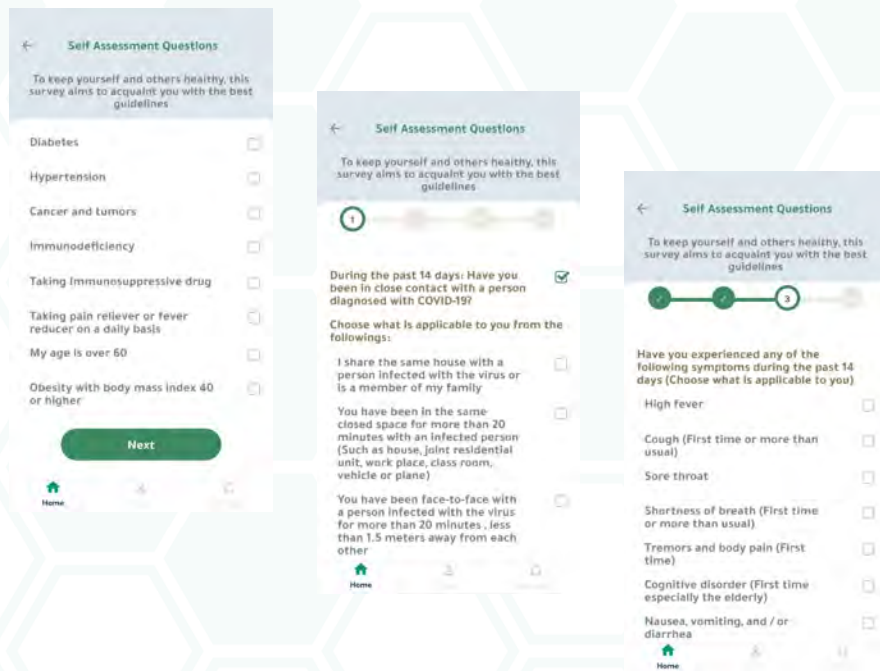 Self Assessment Questions
To keep yourself and others healthy, this
survey aims to acquaint you with the best
guidelines
Diabetes
Hypertension
Cancer and tumors
Immunodeficiency
Taking immunosuppressive drug
Taking pain reliever or fever
reducer on a daily basis
My age is over 60
Obesity with body mass index 40
or higher
Next
Home
Self Assessment Questions
To keep yourself and others healthy, this
survey aims to acquaint you with the best
guidelines
1
During the past 14 days: Have you
been in close contact with a person
diagnosed with COVID-19?
Choose what is applicable to you from the
followings:
I share the same house with a
person infected with the virus or
is a member of my family
You have been in the same
closed space for more than 20
minutes with an infected person
(Such as house, joint residential
unit, work place, class room,
vehicle or plane)
You have been face-to-face with
a person infected with the virus
for more than 20 minutes , less
than 1.5 meters away from each
other
Home
Self Assessment Questions
To keep yourself and others healthy, this
survey aims to acquaint you with the best
guidelines
3
Have you experienced any of the
following symptoms during the past 14
days (Choose what is applicable to you)
High fever
Cough (First time or more than
usual)
Sore throat
Shortness of breath (First time
or more than usual)
Tremors and body pain (First
time)
Cognitive disorder (First time
especially the elderly)
Nausea, vomiting, and / or
diarrhea
Home